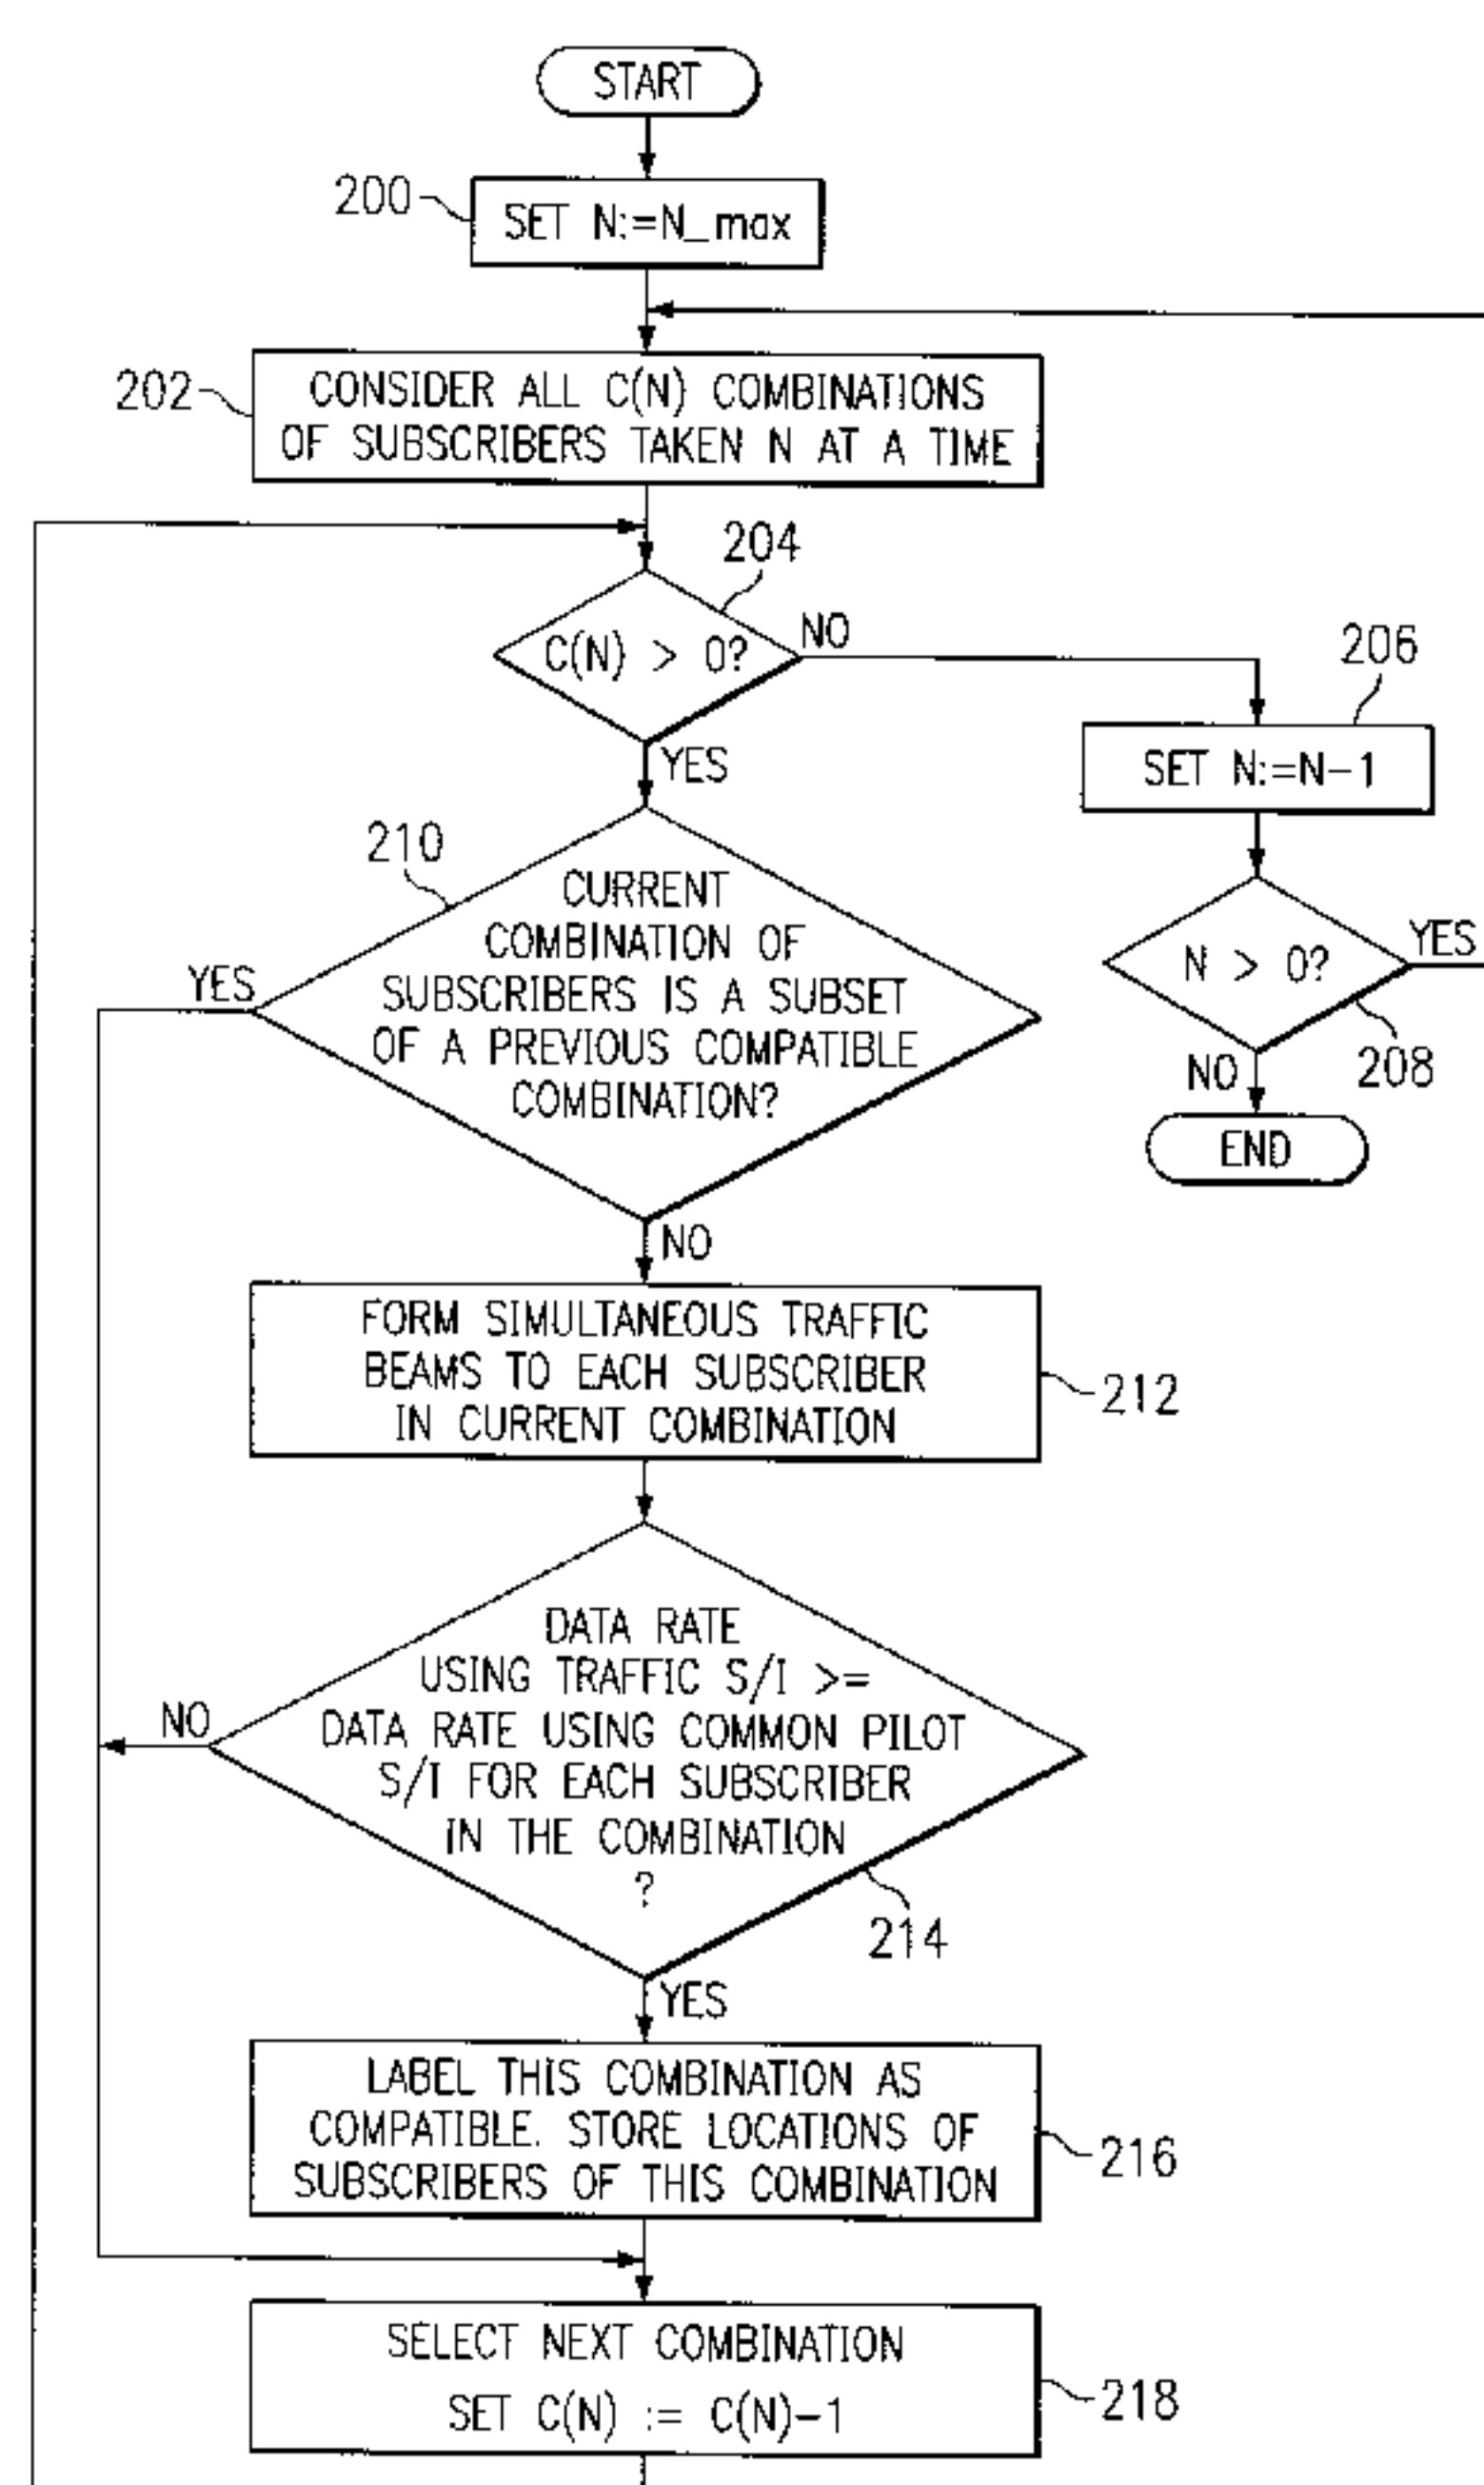 START
200
SET N:=N_max
202
CONSIDER ALL C(N) COMBINATIONS
OF SUBSCRIBERS TAKEN N AT A TIME
204
C(N) > 0?
NO
206
SET N:=N-1
YES
210
CURRENT
COMBINATION OF
SUBSCRIBERS IS A SUBSET
OF A PREVIOUS COMPATIBLE
COMBINATION?
YES
N > 0?
YES
208
NO
END
NO
FORM SIMULTANEOUS TRAFFIC
BEAMS TO EACH SUBSCRIBER
IN CURRENT COMBINATION
212
DATA RATE
USING TRAFFIC S/I >=
DATA RATE USING COMMON PILOT
S/I FOR EACH SUBSCRIBER
IN THE COMBINATION
?
NO
214
YES
LABEL THIS COMBINATION AS
COMPATIBLE. STORE LOCATIONS OF
SUBSCRIBERS OF THIS COMBINATION
216
SELECT NEXT COMBINATION
SET C(N) := C(N)-1
218